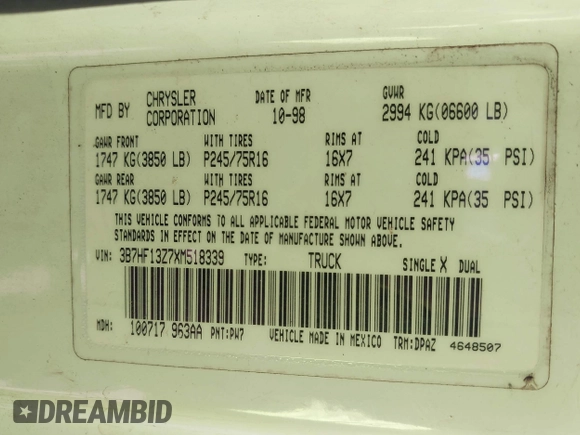 MFD BY CHRYSLER CORPORATION DATE OF MFR 10-98 GVWR 2994 KG(06600 LB)
GAWR FRONT WITH TIRES RIMS AT COLD
1747 KG(3850 LB) P245/75R16 16X7 241 KPA(35 PSI)
GAWR REAR WITH TIRES RIMS AT COLD
1747 KG(3850 LB) P245/75R16 16X7 241 KPA(35 PSI)
THIS VEHICLE CONFORMS TO ALL APPLICABLE FEDERAL MOTOR VEHICLE SAFETY
STANDARDS IN EFFECT ON THE DATE OF MANUFACTURE SHOWN ABOVE.
VIN: 3B7HF13Z7XM518339 TYPE: TRUCK SINGLE X DUAL
MDH: 100717 963AA PNT:PW7 VEHICLE MADE IN MEXICO TRM:DPAZ 4648507
DREAMBID